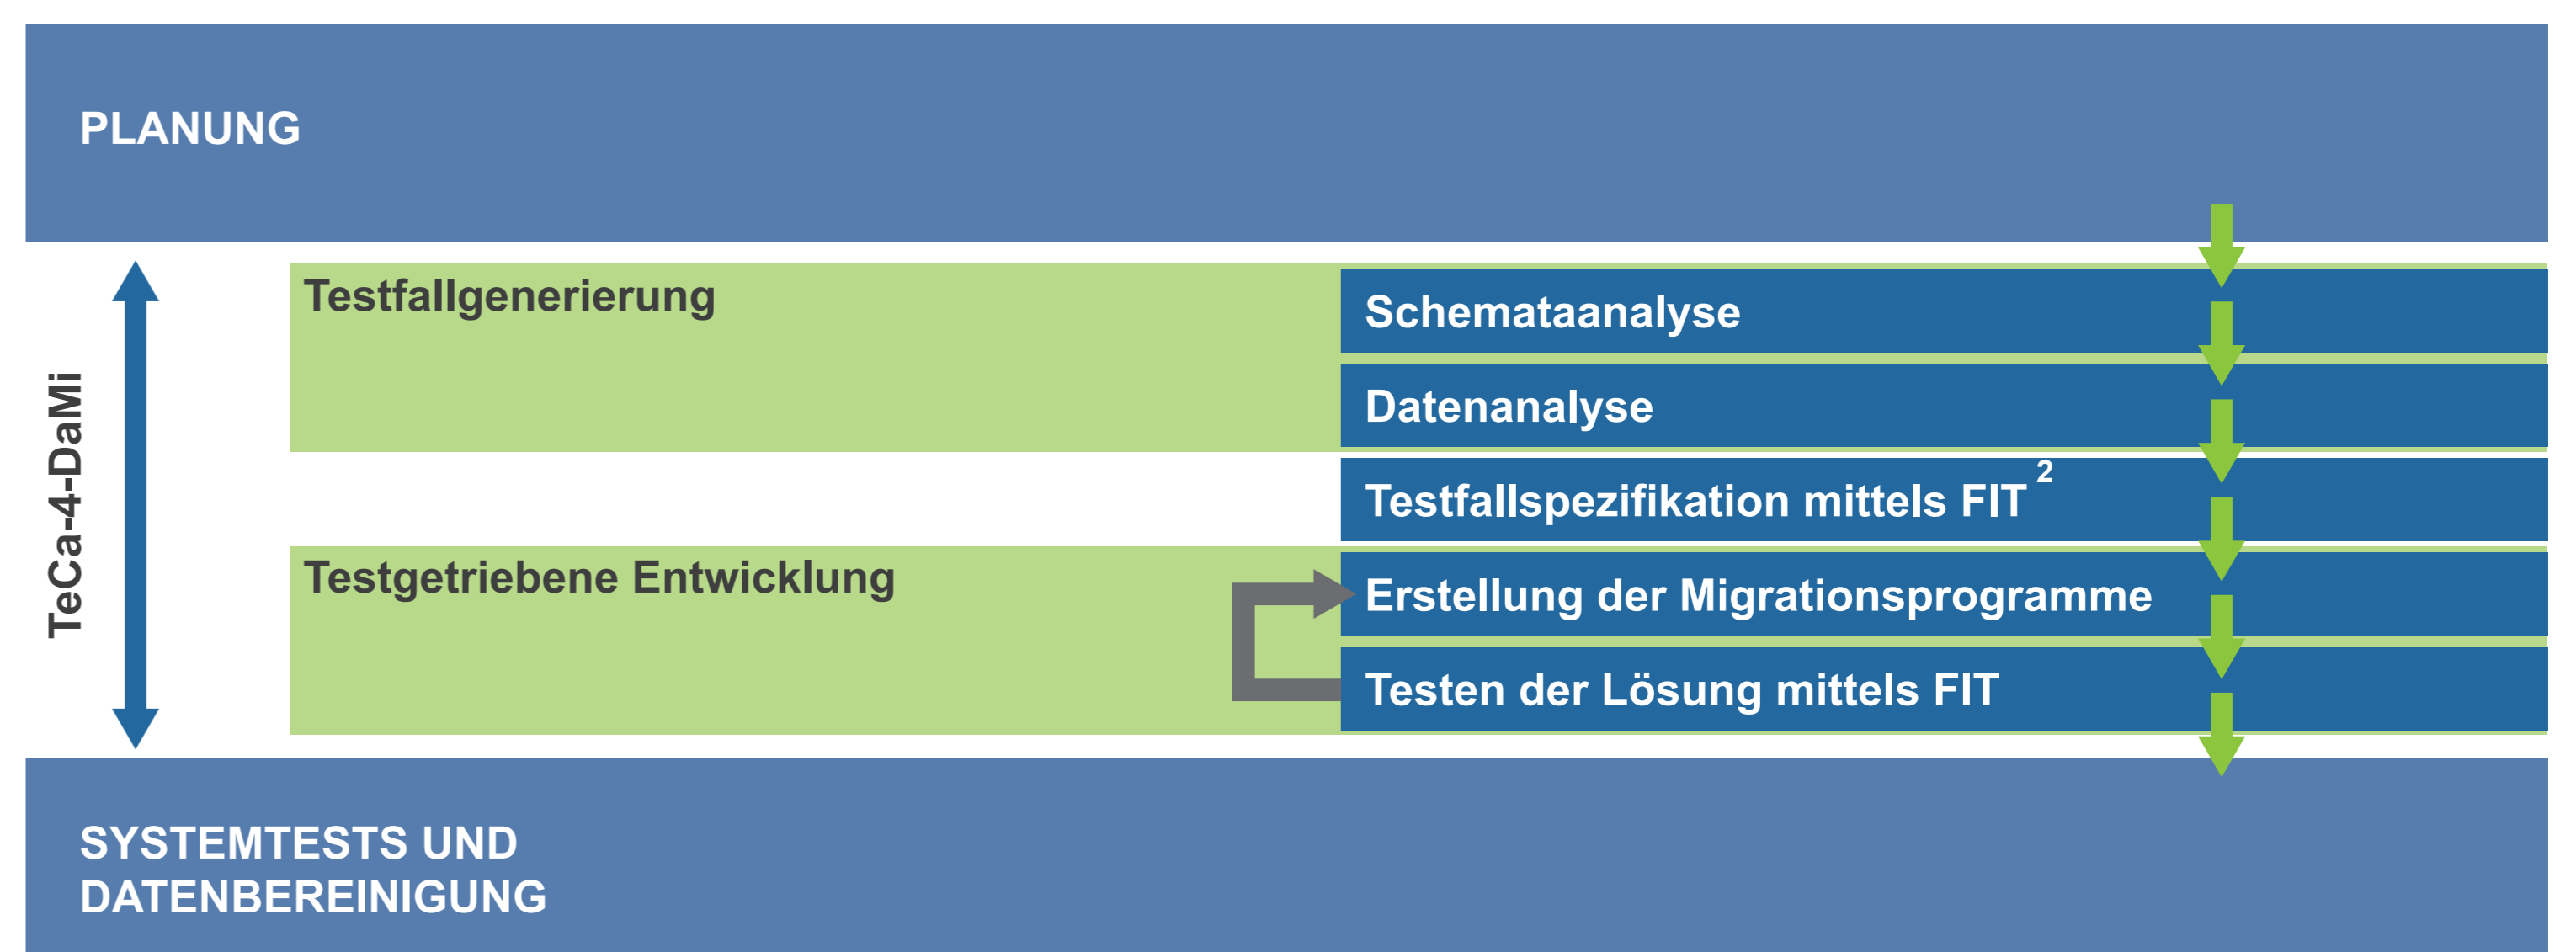 PLANUNG
TeCa-4-DaMi
Testfallgenerierung
Schemataanalyse
Datenanalyse
Testfallspezifikation mittels FIT 2
Testgetriebene Entwicklung
Erstellung der Migrationsprogramme
Testen der Lösung mittels FIT
SYSTEMTESTS UND
DATENBEREINIGUNG